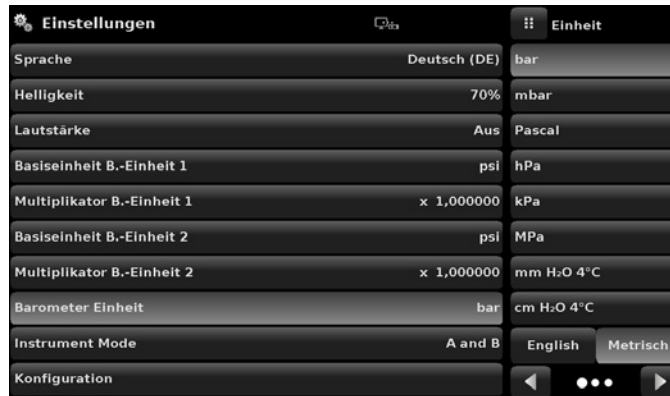 Einstellungen
Sprache Deutsch (DE)
Helligkeit 70%
Lautstärke Aus
Basiseinheit B.-Einheit 1 psi
Multiplikator B.-Einheit 1 x 1,000000
Basiseinheit B.-Einheit 2 psi
Multiplikator B.-Einheit 2 x 1,000000
Barometer Einheit bar
Instrument Mode A and B
Konfiguration
Einheit
bar
mbar
Pascal
hPa
kPa
MPa
mm H₂O 4°C
cm H₂O 4°C
English Metrisch